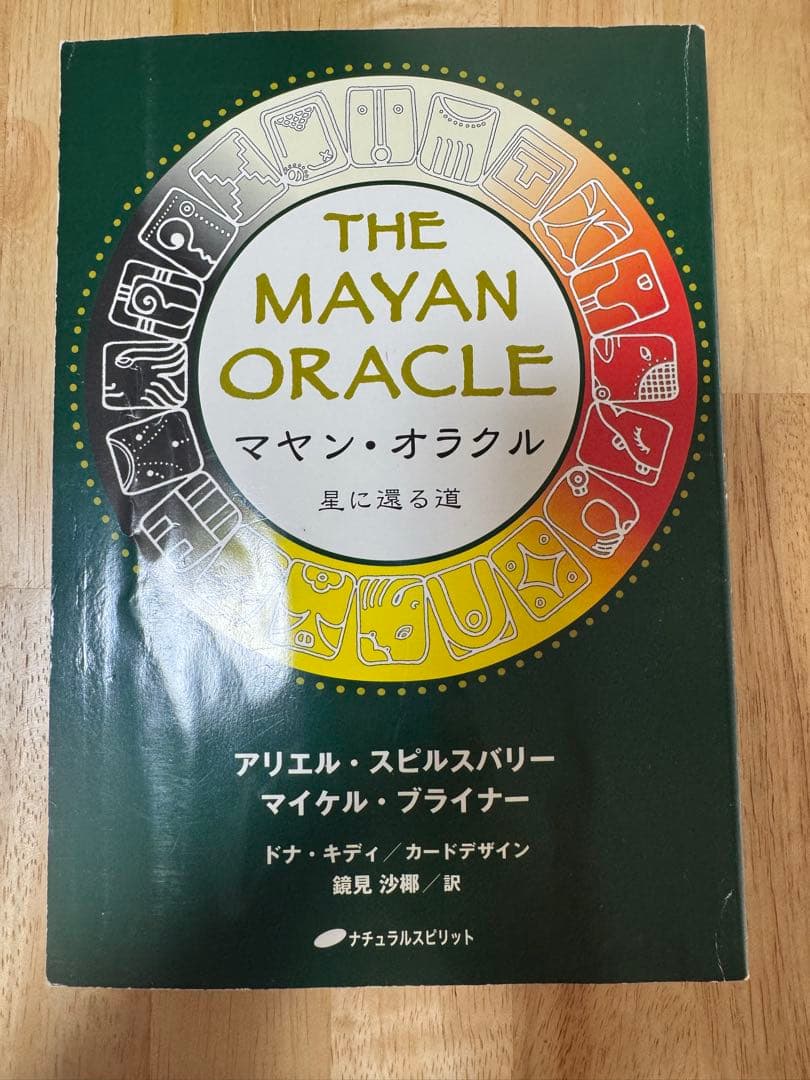 THE
MAYAN
ORACLE
マヤン・オラクル
星に還る道
アリエル・スピルスバリー
マイケル・ブライナー
ドナ・キディ／カードデザイン
鏡見 沙椰／訳
ナチュラルスピリット